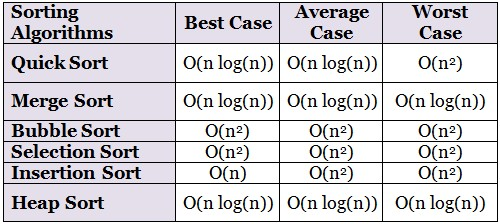 Sorting Algorithms Best Case Average Case Worst Case
Quick Sort O(n log(n)) O(n log(n)) O(n²)
Merge Sort O(n log(n)) O(n log(n)) O(n log(n))
Bubble Sort O(n²) O(n²) O(n²)
Selection Sort O(n²) O(n²) O(n²)
Insertion Sort O(n) O(n²) O(n²)
Heap Sort O(n log(n)) O(n log(n)) O(n log(n))